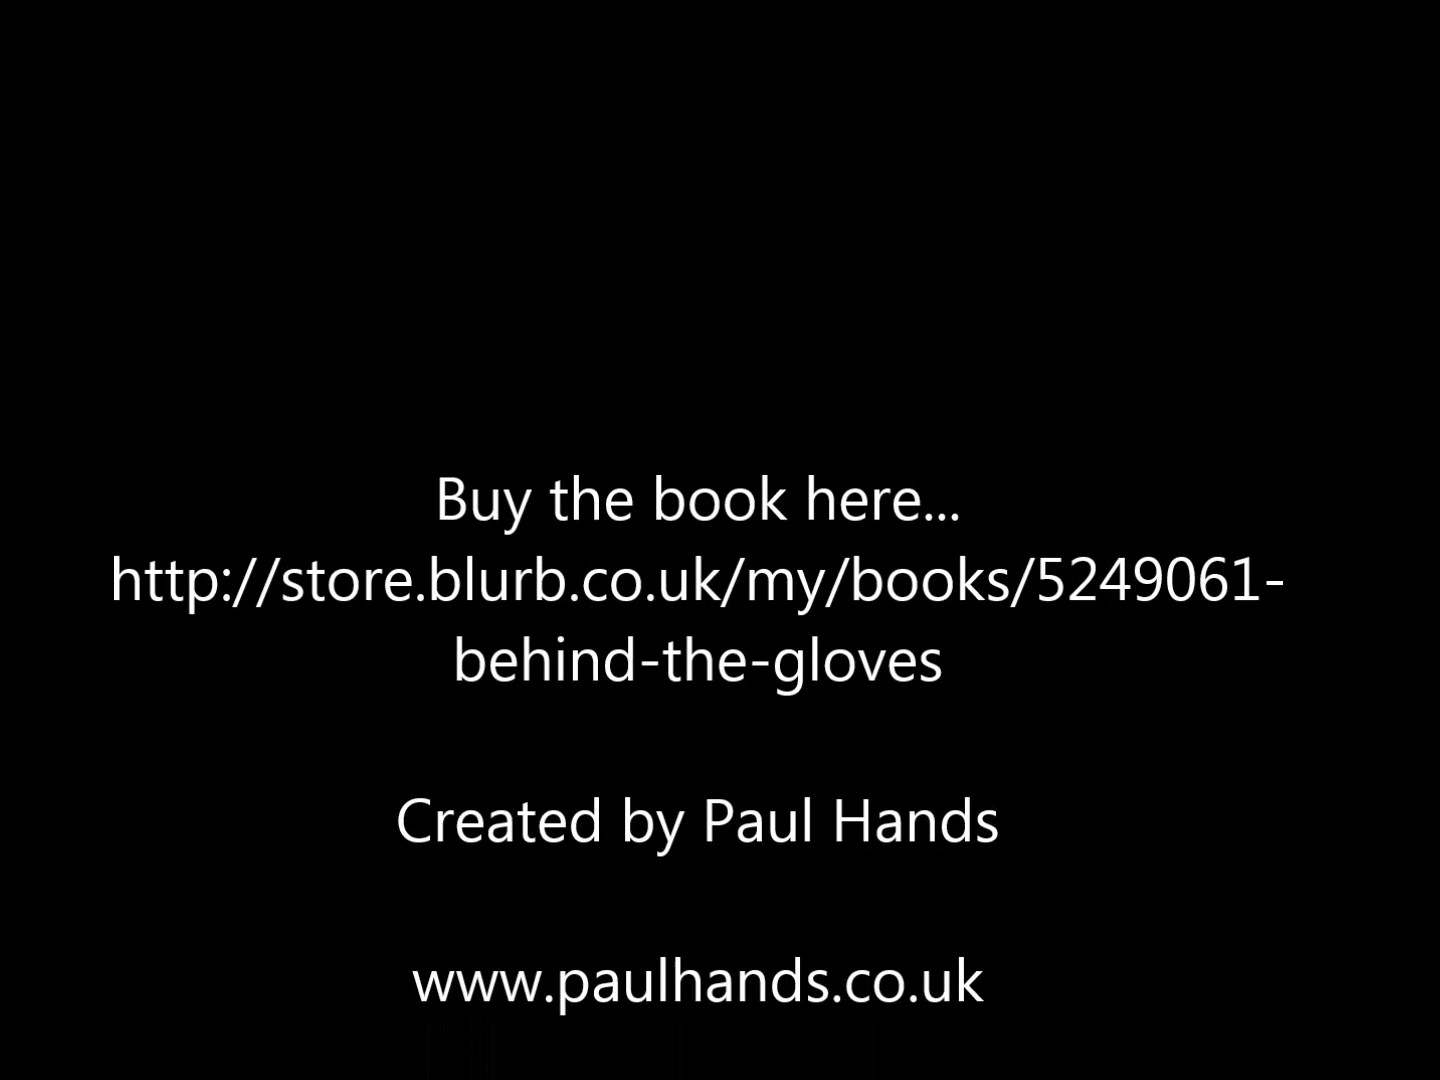 Buy the book here...
http://store.blurb.co.uk/my/books/5249061-
behind-the-gloves
Created by Paul Hands
www.paulhands.co.uk